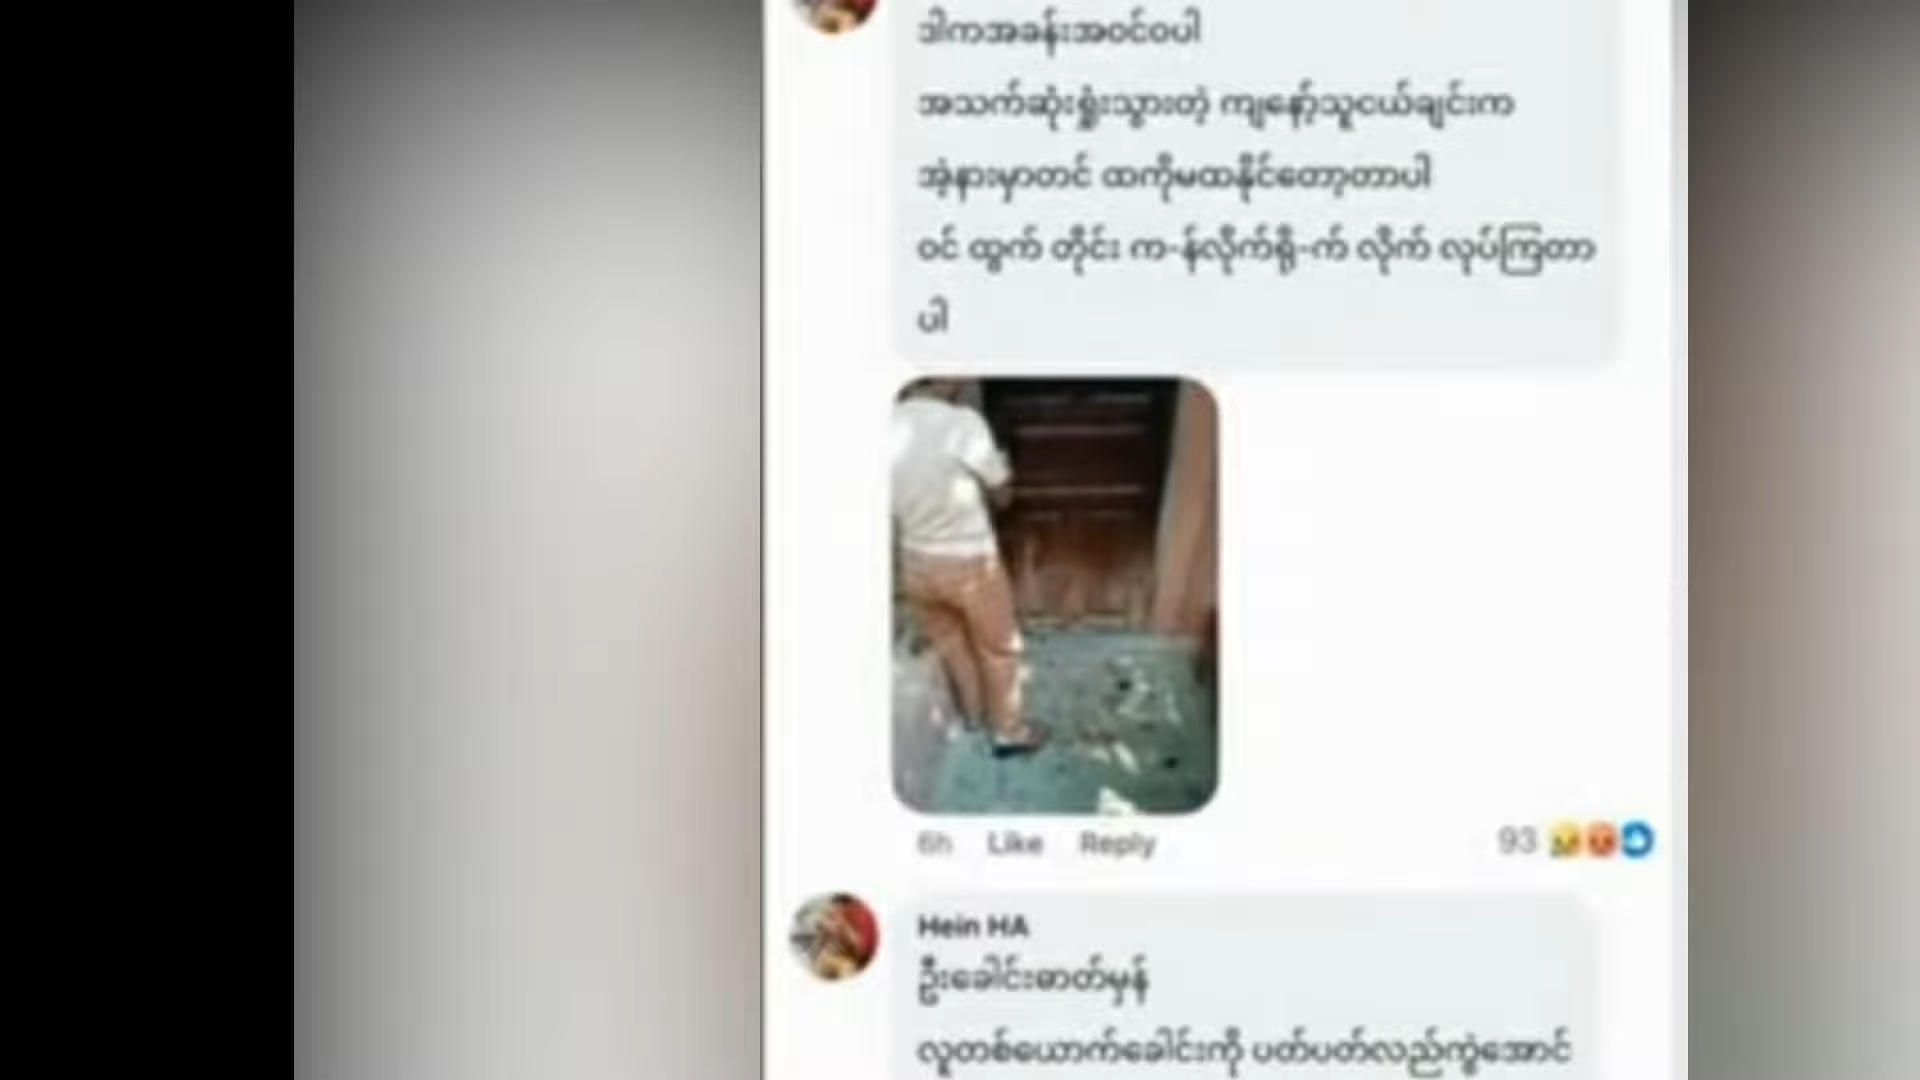 ဒါကအခန်းအဝင်ဝပါ
အသက်ဆုံးရှုံးသွားတဲ့ ကျနော့်သူငယ်ချင်းက
အဲ့နားမှာတင် ထကိုမထနိုင်တော့တာပါ
ဝင် ထွက် တိုင်း က-န်လိုက်ရို-က် လိုက် လုပ်ကြတာ
ပါ
6h Like Reply 93
Hein HA
ဦးခေါင်းဓာတ်မှန်
လူတစ်ယောက်ခေါင်းကို ပတ်ပတ်လည်ကွဲအောင်